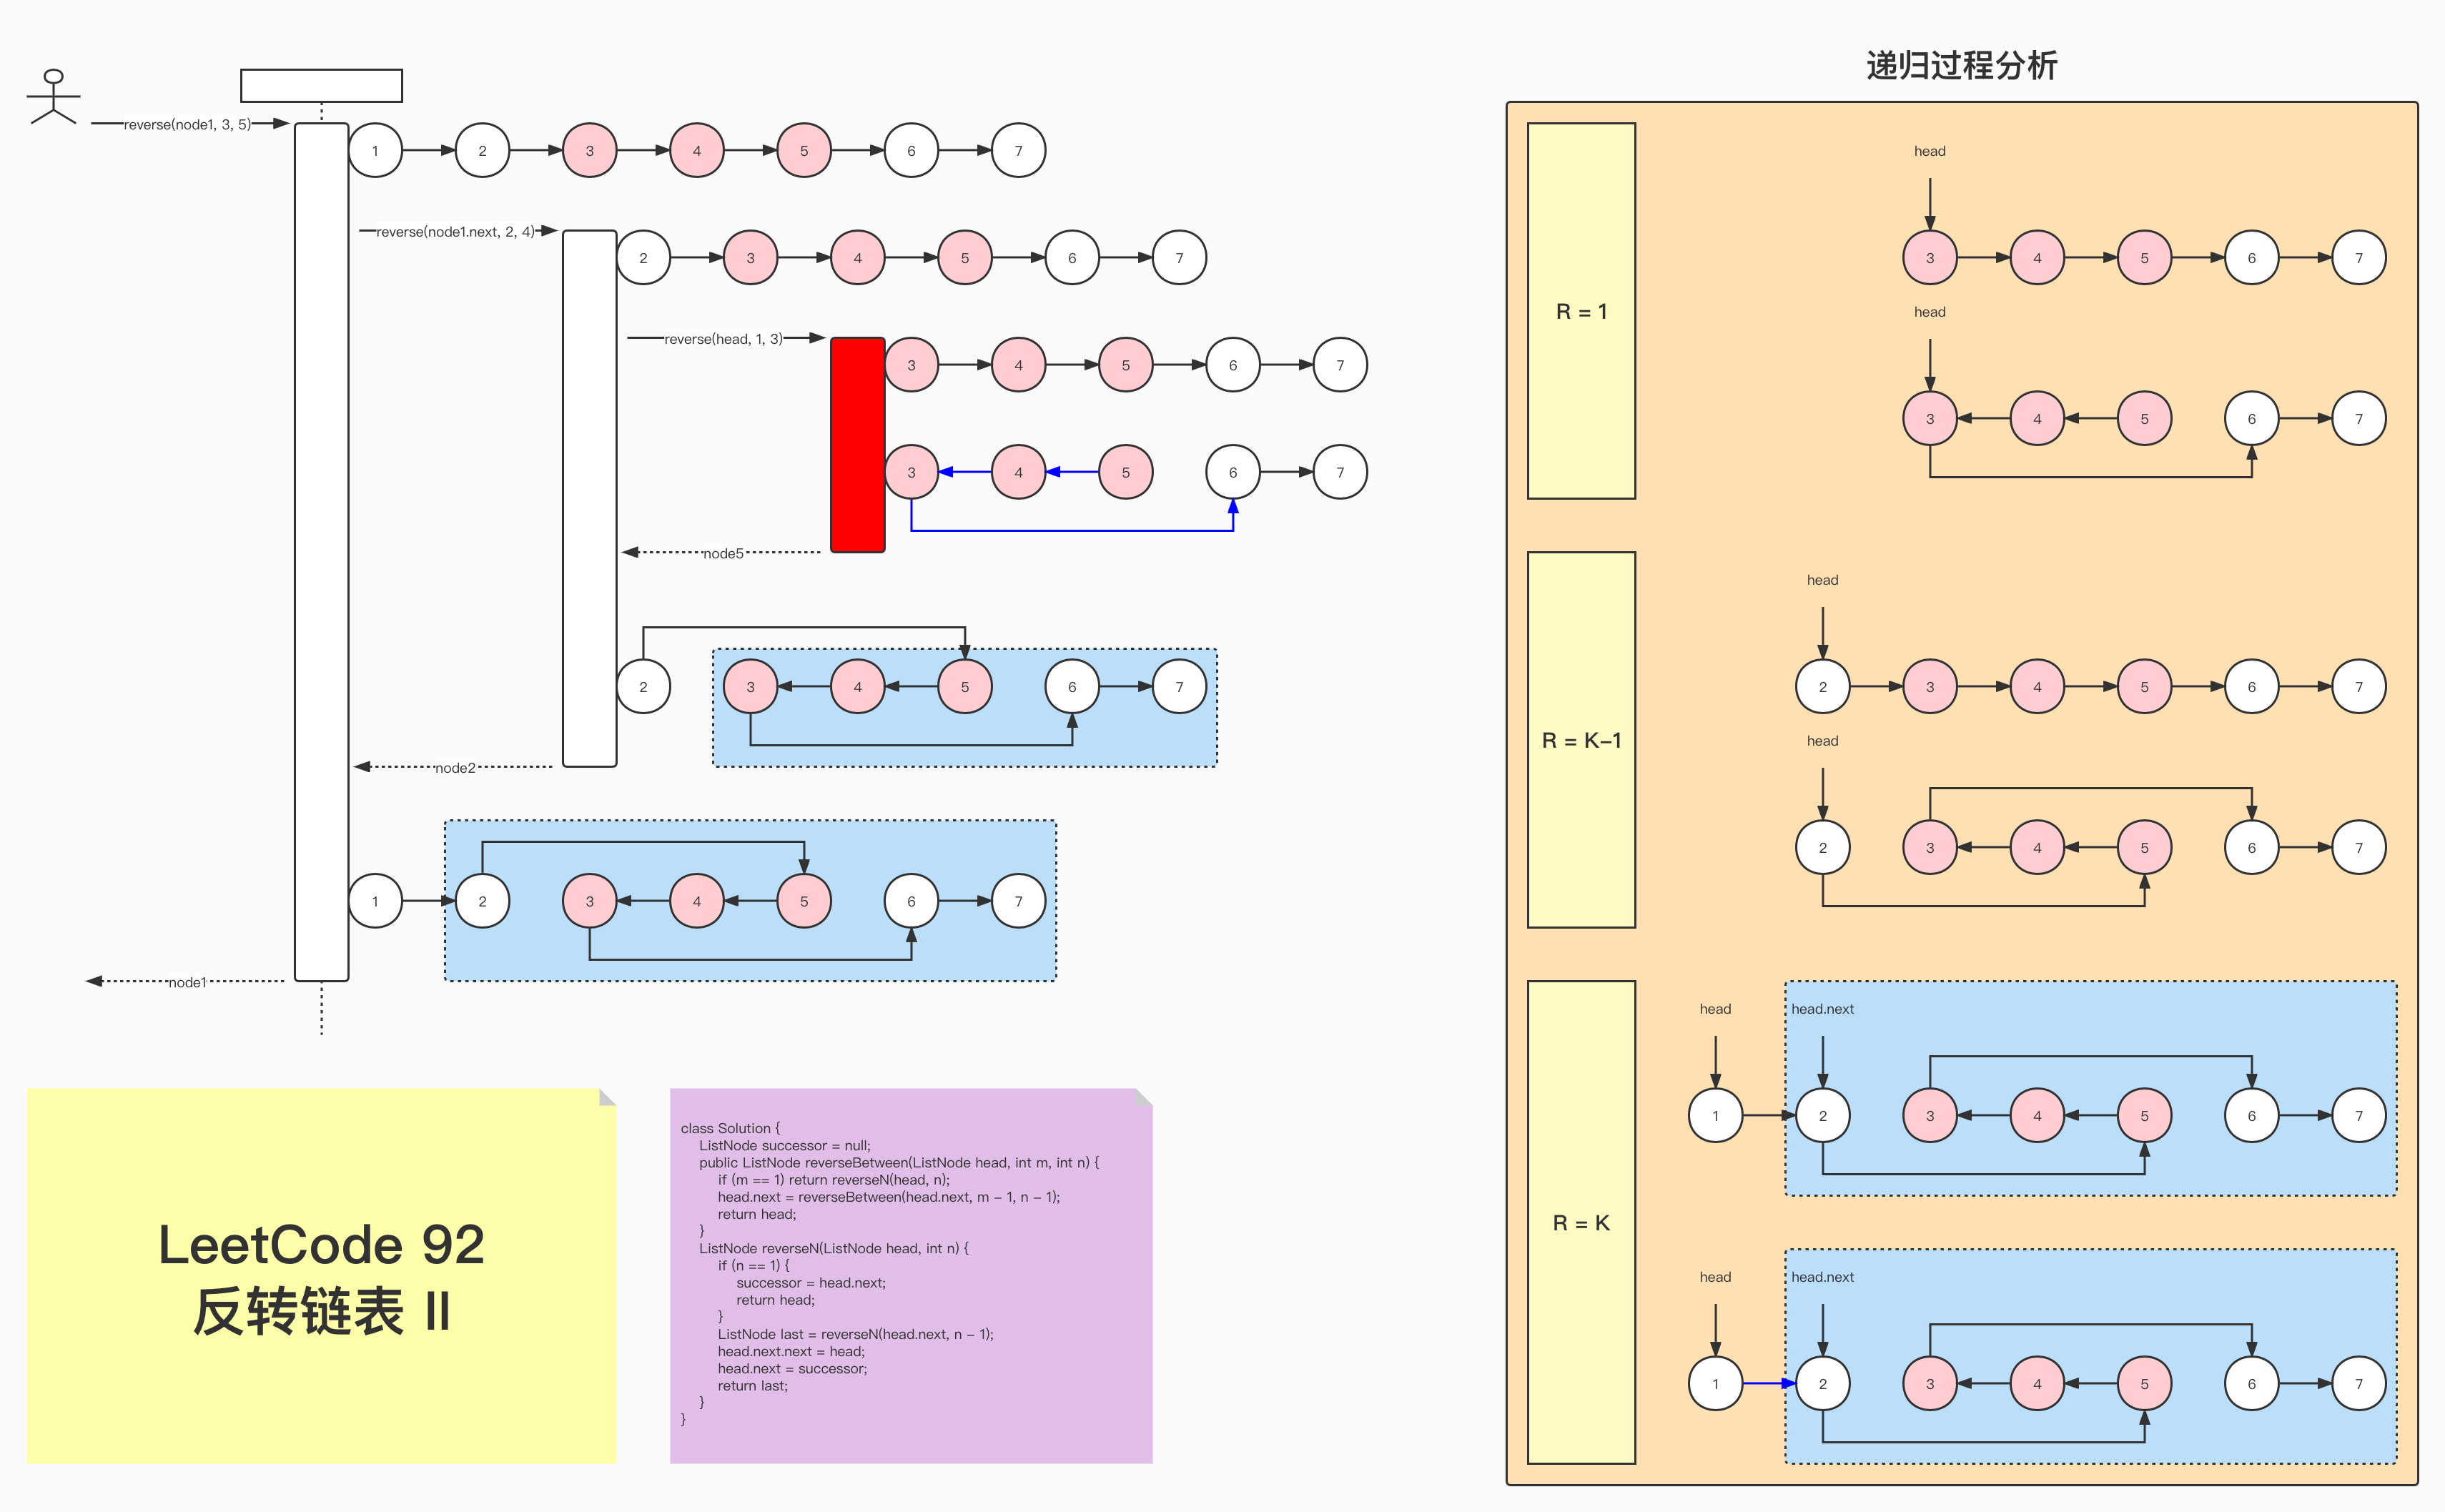 递归过程分析
reverse(node1, 3, 5)
1 2 3 4 5 6 7
reverse(node1.next, 2, 4)
2 3 4 5 6 7
reverse(head, 1, 3)
3 4 5 6 7
3 4 5 6 7
node5
2 3 4 5 6 7
node2
1 2 3 4 5 6 7
node1
LeetCode 92
反转链表 II
class Solution {
ListNode successor = null;
public ListNode reverseBetween(ListNode head, int m, int n) {
if (m == 1) return reverseN(head, n);
head.next = reverseBetween(head.next, m – 1, n – 1);
return head;
}
ListNode reverseN(ListNode head, int n) {
if (n == 1) {
successor = head.next;
return head;
}
ListNode last = reverseN(head.next, n – 1);
head.next.next = head;
head.next = successor;
return last;
}
}
R = 1
head
3 4 5 6 7
head
3 4 5 6 7
R = K–1
head
2 3 4 5 6 7
head
2 3 4 5 6 7
R = K
head head.next
1 2 3 4 5 6 7
head head.next
1 2 3 4 5 6 7